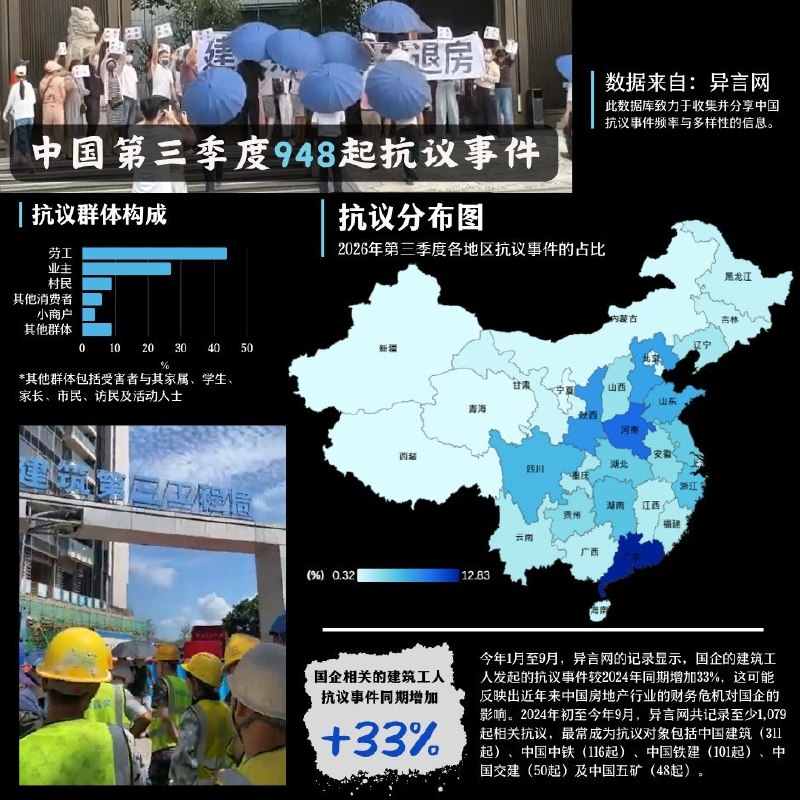 建
退房
中国第三季度948起抗议事件
数据来自：异言网
此数据库致力于收集并分享中国
抗议事件频率与多样性的信息。
抗议群体构成
劳工
业主
村民
其他消费者
小商户
其他群体
0 10 20 30 40 50
%
*其他群体包括受害者与其家属、学生、
家长、市民、访民及活动人士
抗议分布图
2026年第三季度各地区抗议事件的占比
黑龙江
吉林
内蒙古
辽宁
新疆
北京
甘肃
宁夏
山西
山东
青海
陕西
河南
西藏
四川
重庆
湖北
安徽
上
浙江
湖南
江西
贵州
福建
云南
广西
广东
海南
(%) 0.32 12.83
建筑第三工程局
国企相关的建筑工人
抗议事件同期增加
+33%
今年1月至9月，异言网的记录显示，国企的建筑工
人发起的抗议事件较2024年同期增加33%，这可能
反映出近年来中国房地产行业的财务危机对国企的
影响。2024年初至今年9月，异言网共记录至少1,079
起相关抗议，最常成为抗议对象包括中国建筑（311
起）、中国中铁（116起）、中国铁建（101起）、中
国交建（50起）及中国五矿（48起）。